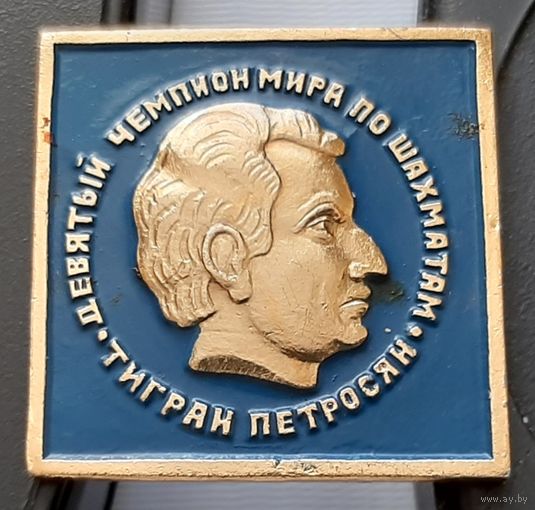 ДЕВЯТЫЙ ЧЕМПИОН МИРА ПО ШАХМАТАМ
ТИГРАН ПЕТРОСЯН
www.ay.by